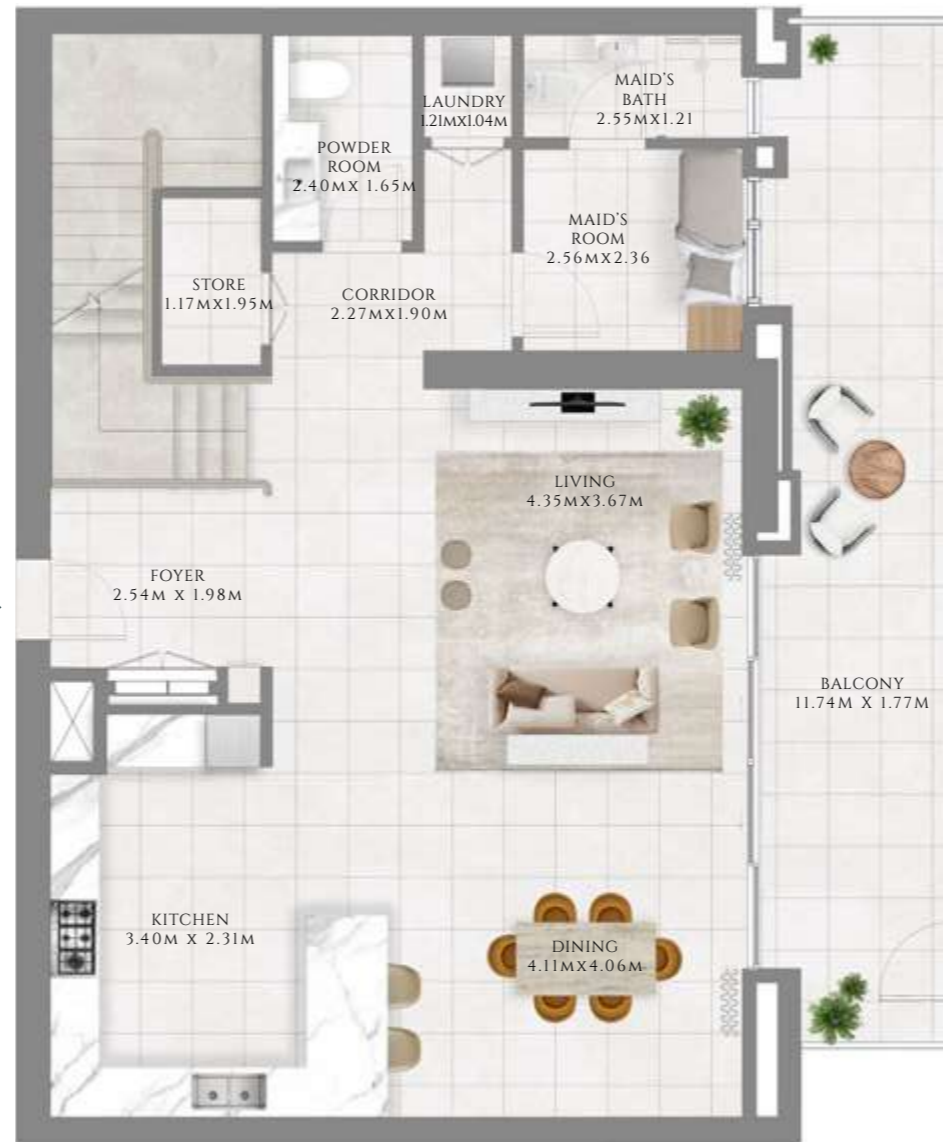 MAID'S
BATH
2.55MX1.21
LAUNDRY
1.21MX1.04M
POWDER
ROOM
2.40MX 1.65M
MAID'S
ROOM
2.56MX2.36
STORE
1.17MX1.95M
CORRIDOR
2.27MX1.90M
LIVING
4.35MX3.67M
FOYER
2.54M X 1.98M
BALCONY
11.74M X 1.77M
KITCHEN
3.40M X 2.31M
DINING
4.11MX4.06M